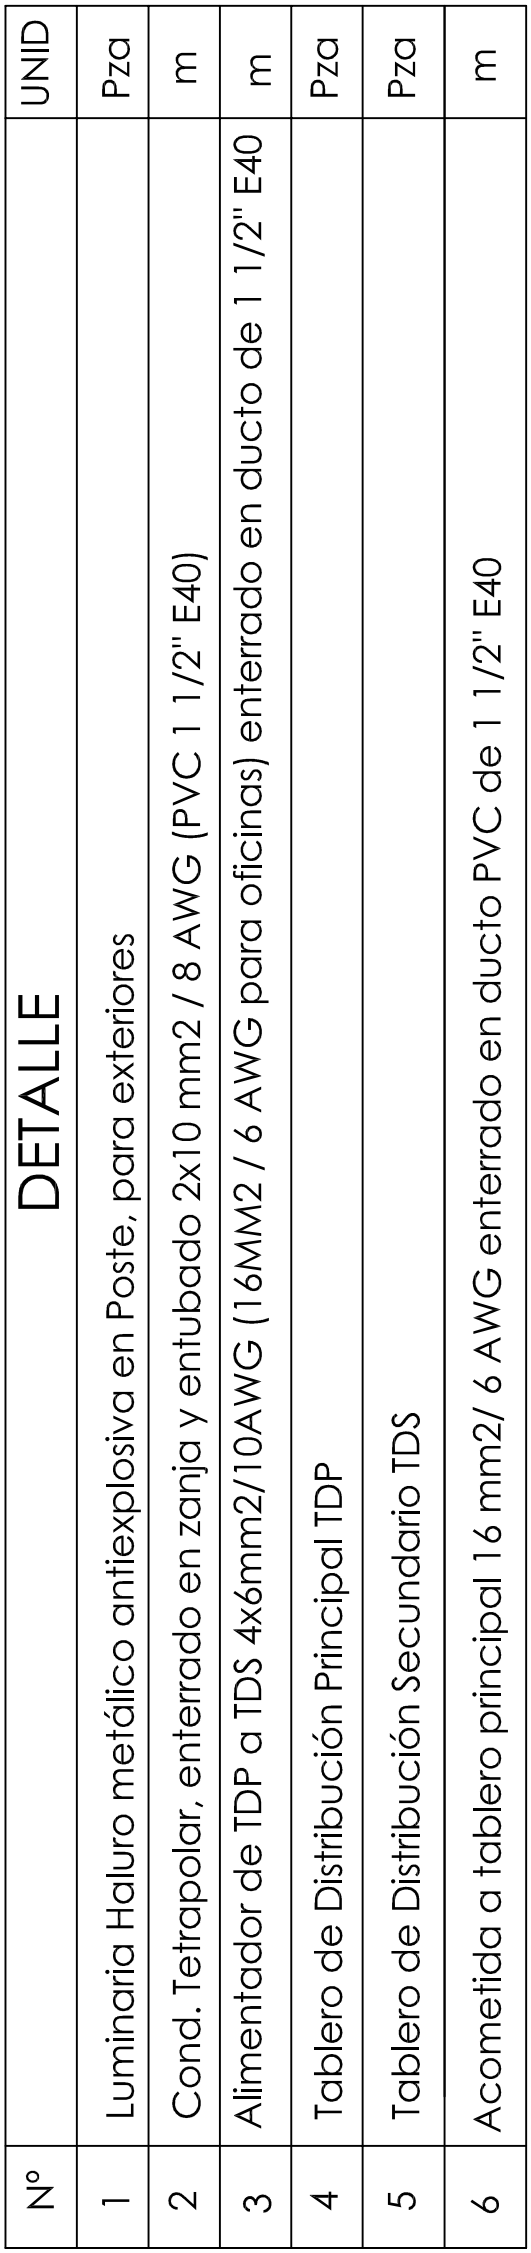 Nº DETALLE UNID
1 Luminaria Haluro metálico antiexplosiva en Poste, para exteriores Pza
2 Cond. Tetrapolar, enterrado en zanja y entubado 2x10 mm2 / 8 AWG (PVC 1 1/2" E40) m
3 Alimentador de TDP a TDS 4x6mm2/10AWG (16MM2 / 6 AWG para oficinas) enterrado en ducto de 1 1/2" E40 m
4 Tablero de Distribución Principal TDP Pza
5 Tablero de Distribución Secundario TDS Pza
6 Acometida a tablero principal 16 mm2/ 6 AWG enterrado en ducto PVC de 1 1/2" E40 m